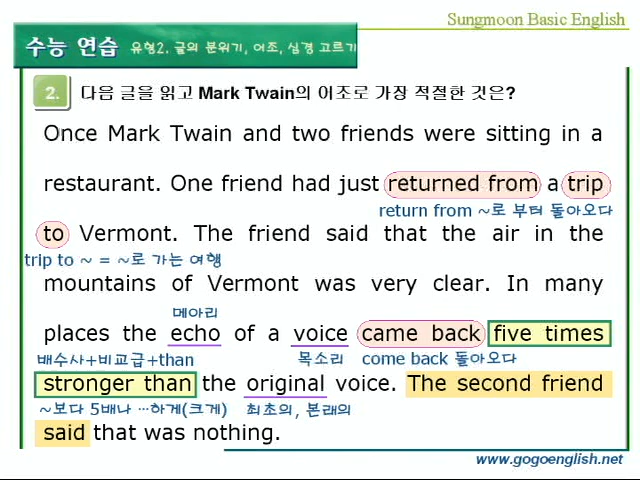 Sungmoon Basic English
수능 연습 유형2. 글의 분위기, 어조, 심경 고르기
2. 다음 글을 읽고 Mark Twain의 어조로 가장 적절한 것은?
Once Mark Twain and two friends were sitting in a
restaurant. One friend had just returned from a trip
return from ~로 부터 돌아오다
to Vermont. The friend said that the air in the
trip to ~ = ~로 가는 여행
mountains of Vermont was very clear. In many
메아리
places the echo of a voice came back five times
배수사+비교급+than 목소리 come back 돌아오다
stronger than the original voice. The second friend
~보다 5배나 …하게(크게) 최초의, 본래의
said that was nothing.
www.gogoenglish.net